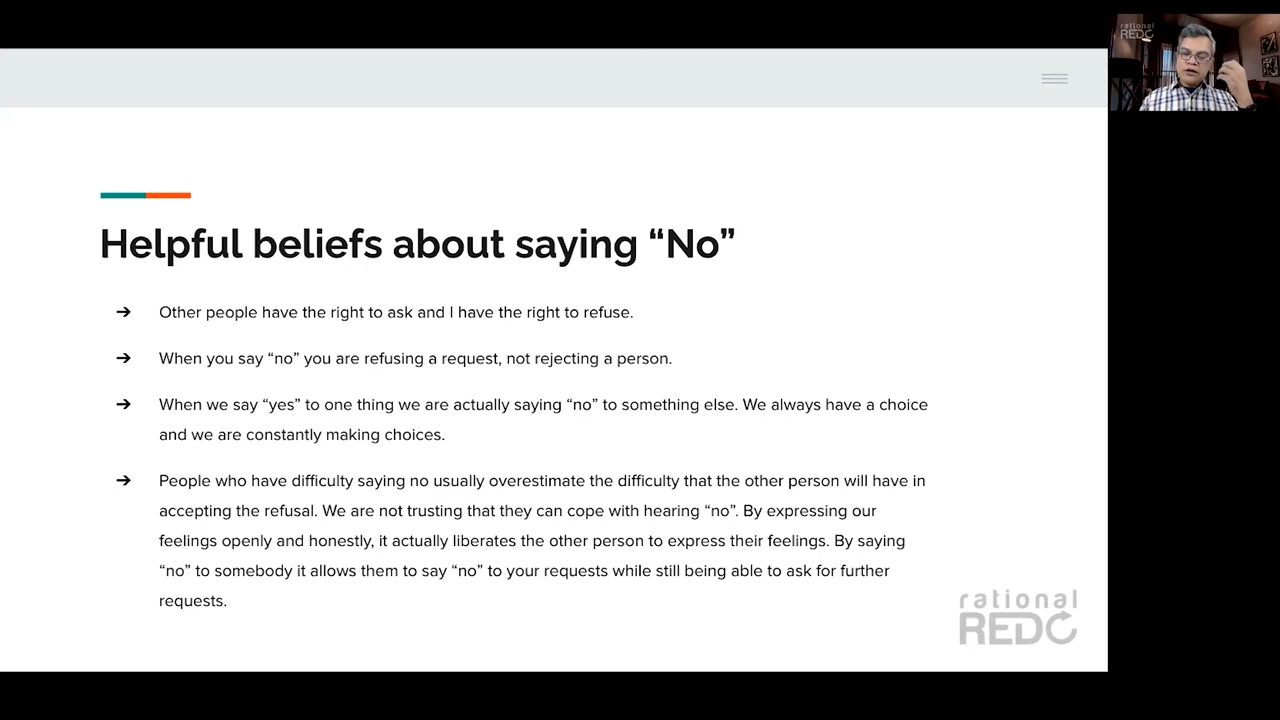 rational
REDC
Helpful beliefs about saying “No”
➔ Other people have the right to ask and I have the right to refuse.
➔ When you say “no” you are refusing a request, not rejecting a person.
➔ When we say “yes” to one thing we are actually saying “no” to something else. We always have a choice
and we are constantly making choices.
➔ People who have difficulty saying no usually overestimate the difficulty that the other person will have in
accepting the refusal. We are not trusting that they can cope with hearing “no”. By expressing our
feelings openly and honestly, it actually liberates the other person to express their feelings. By saying
“no” to somebody it allows them to say “no” to your requests while still being able to ask for further
requests.
rational
REDC